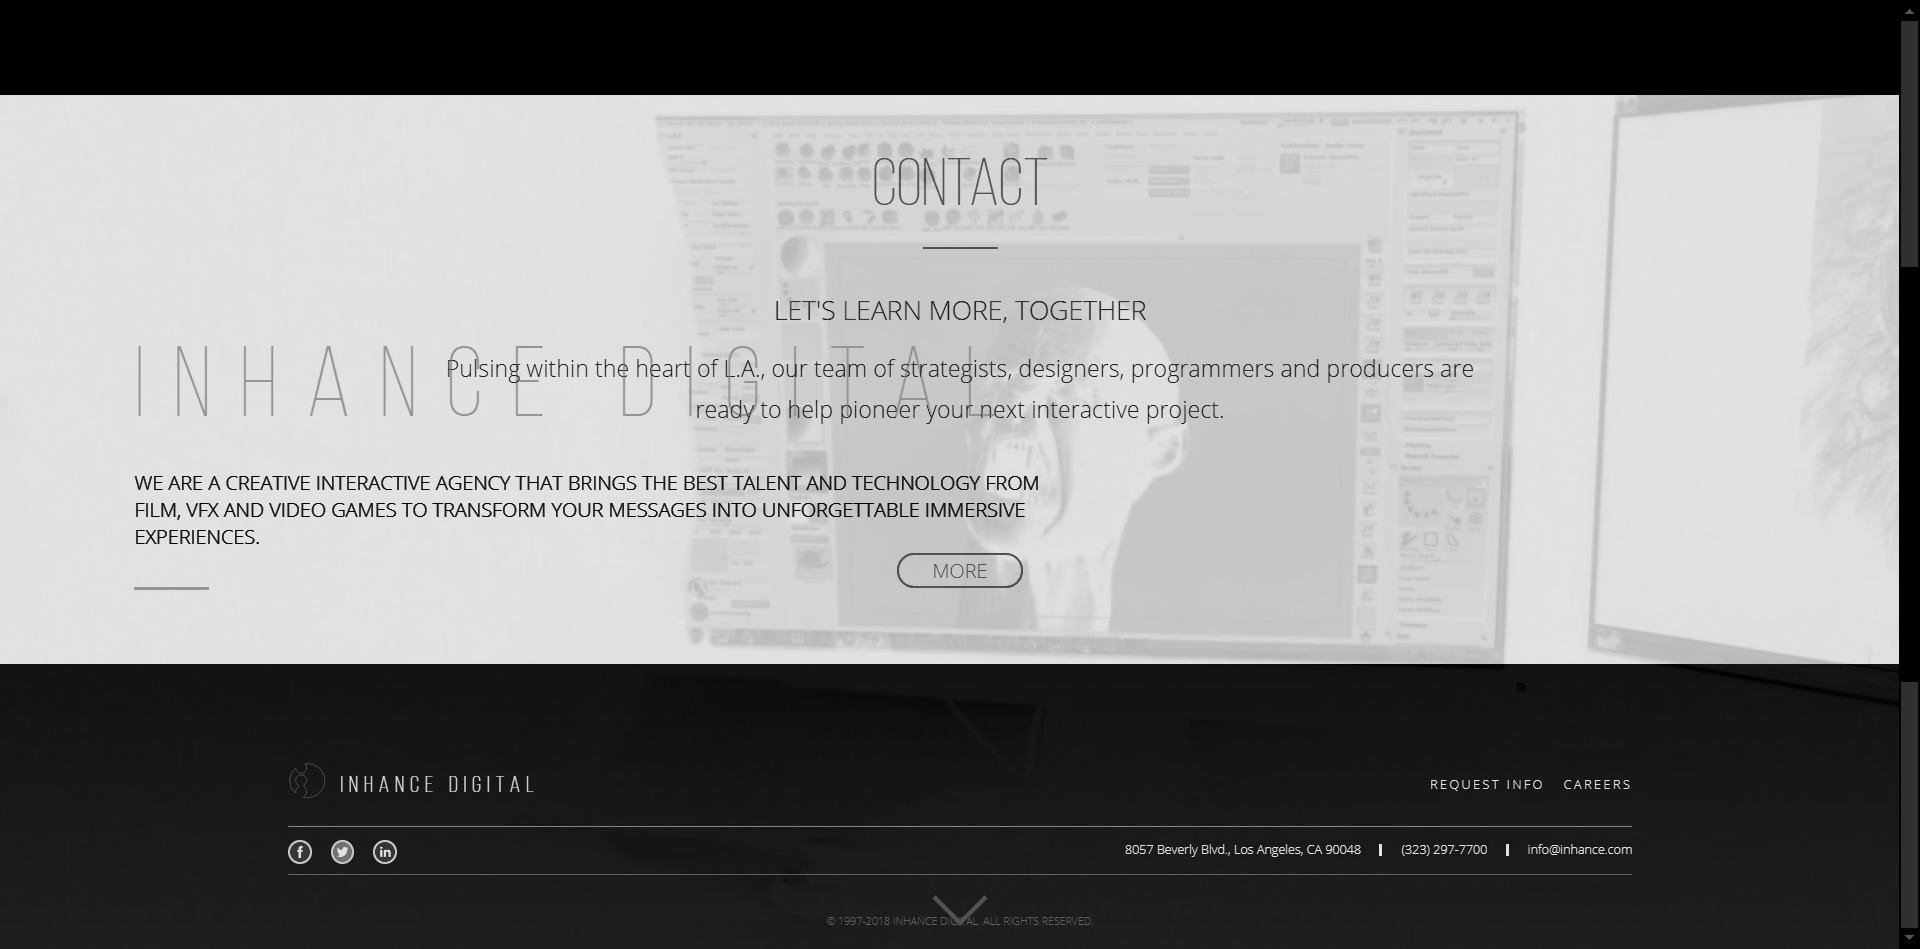 CONTACT
LET'S LEARN MORE, TOGETHER
INHANCE DIGITAL
Pulsing within the heart of L.A., our team of strategists, designers, programmers and producers are
ready to help pioneer your next interactive project.
WE ARE A CREATIVE INTERACTIVE AGENCY THAT BRINGS THE BEST TALENT AND TECHNOLOGY FROM
FILM, VFX AND VIDEO GAMES TO TRANSFORM YOUR MESSAGES INTO UNFORGETTABLE IMMERSIVE
EXPERIENCES.
MORE
INHANCE DIGITAL
REQUEST INFO CAREERS
8057 Beverly Blvd., Los Angeles, CA 90048 | (323) 297-7700 | info@inhance.com
© 1997-2018 INHANCE DIGITAL. ALL RIGHTS RESERVED.